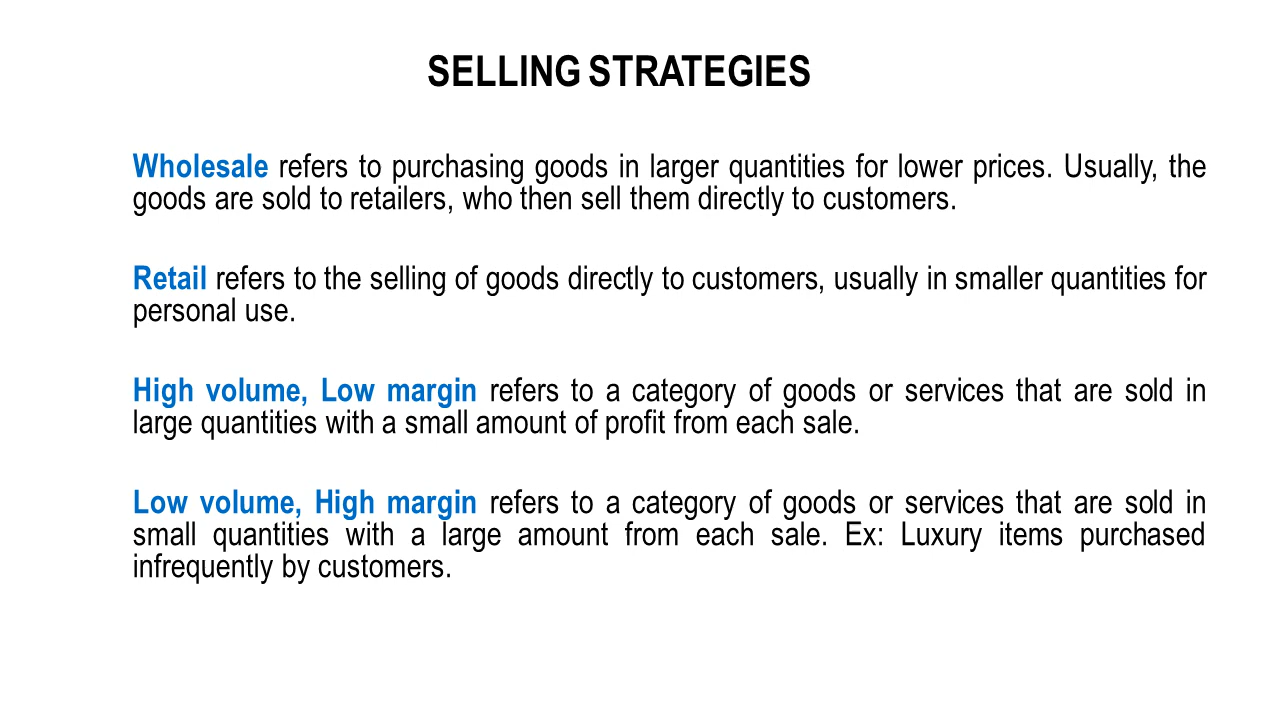 SELLING STRATEGIES
Wholesale refers to purchasing goods in larger quantities for lower prices. Usually, the
goods are sold to retailers, who then sell them directly to customers.
Retail refers to the selling of goods directly to customers, usually in smaller quantities for
personal use.
High volume, Low margin refers to a category of goods or services that are sold in
large quantities with a small amount of profit from each sale.
Low volume, High margin refers to a category of goods or services that are sold in
small quantities with a large amount from each sale. Ex: Luxury items purchased
infrequently by customers.